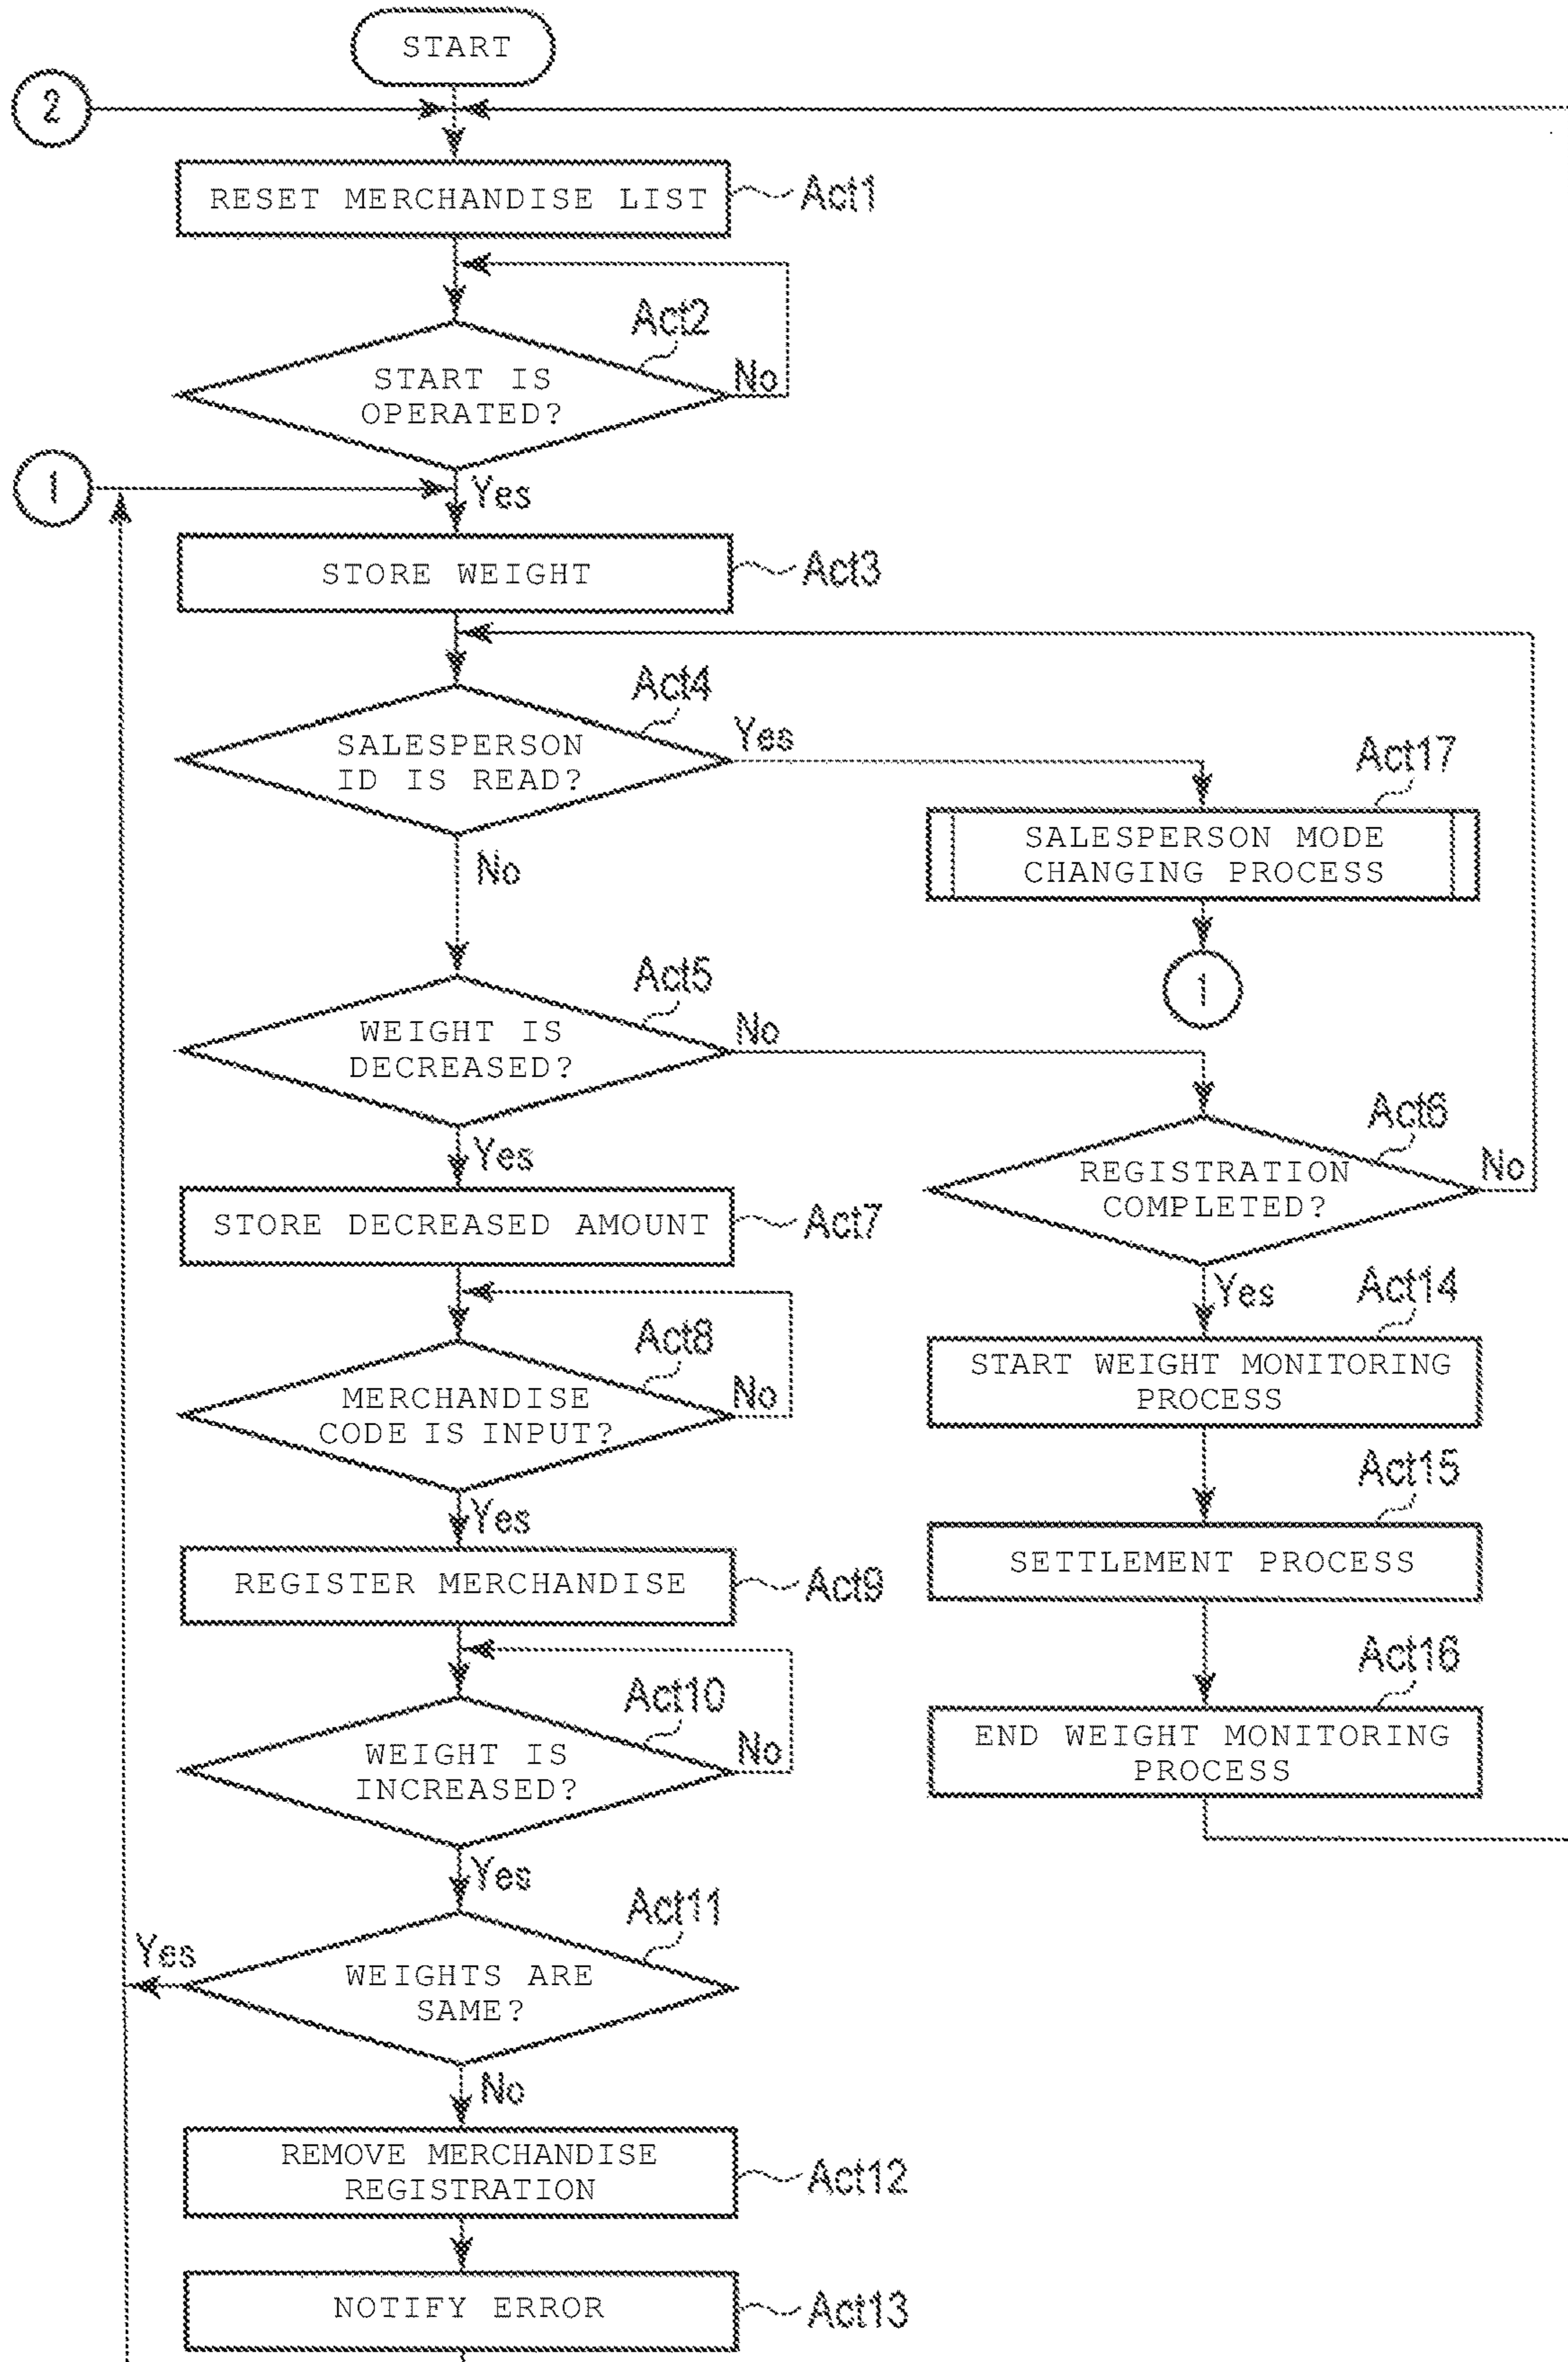 START
2
RESET MERCHANDISE LIST
Act1
Act2
START IS
OPERATED?
No
1
Yes
STORE WEIGHT
Act3
Act4
SALESPERSON
ID IS READ?
Yes
No
Act17
SALESPERSON MODE
CHANGING PROCESS
1
Act5
WEIGHT IS
DECREASED?
No
Yes
Act6
REGISTRATION
COMPLETED?
No
Yes
STORE DECREASED AMOUNT
Act7
Act8
MERCHANDISE
CODE IS INPUT?
No
Yes
Act14
START WEIGHT MONITORING
PROCESS
Act15
SETTLEMENT PROCESS
REGISTER MERCHANDISE
Act9
Act16
END WEIGHT MONITORING
PROCESS
Act10
WEIGHT IS
INCREASED?
No
Yes
Act11
WEIGHTS ARE
SAME?
Yes
No
REMOVE MERCHANDISE
REGISTRATION
Act12
NOTIFY ERROR
Act13